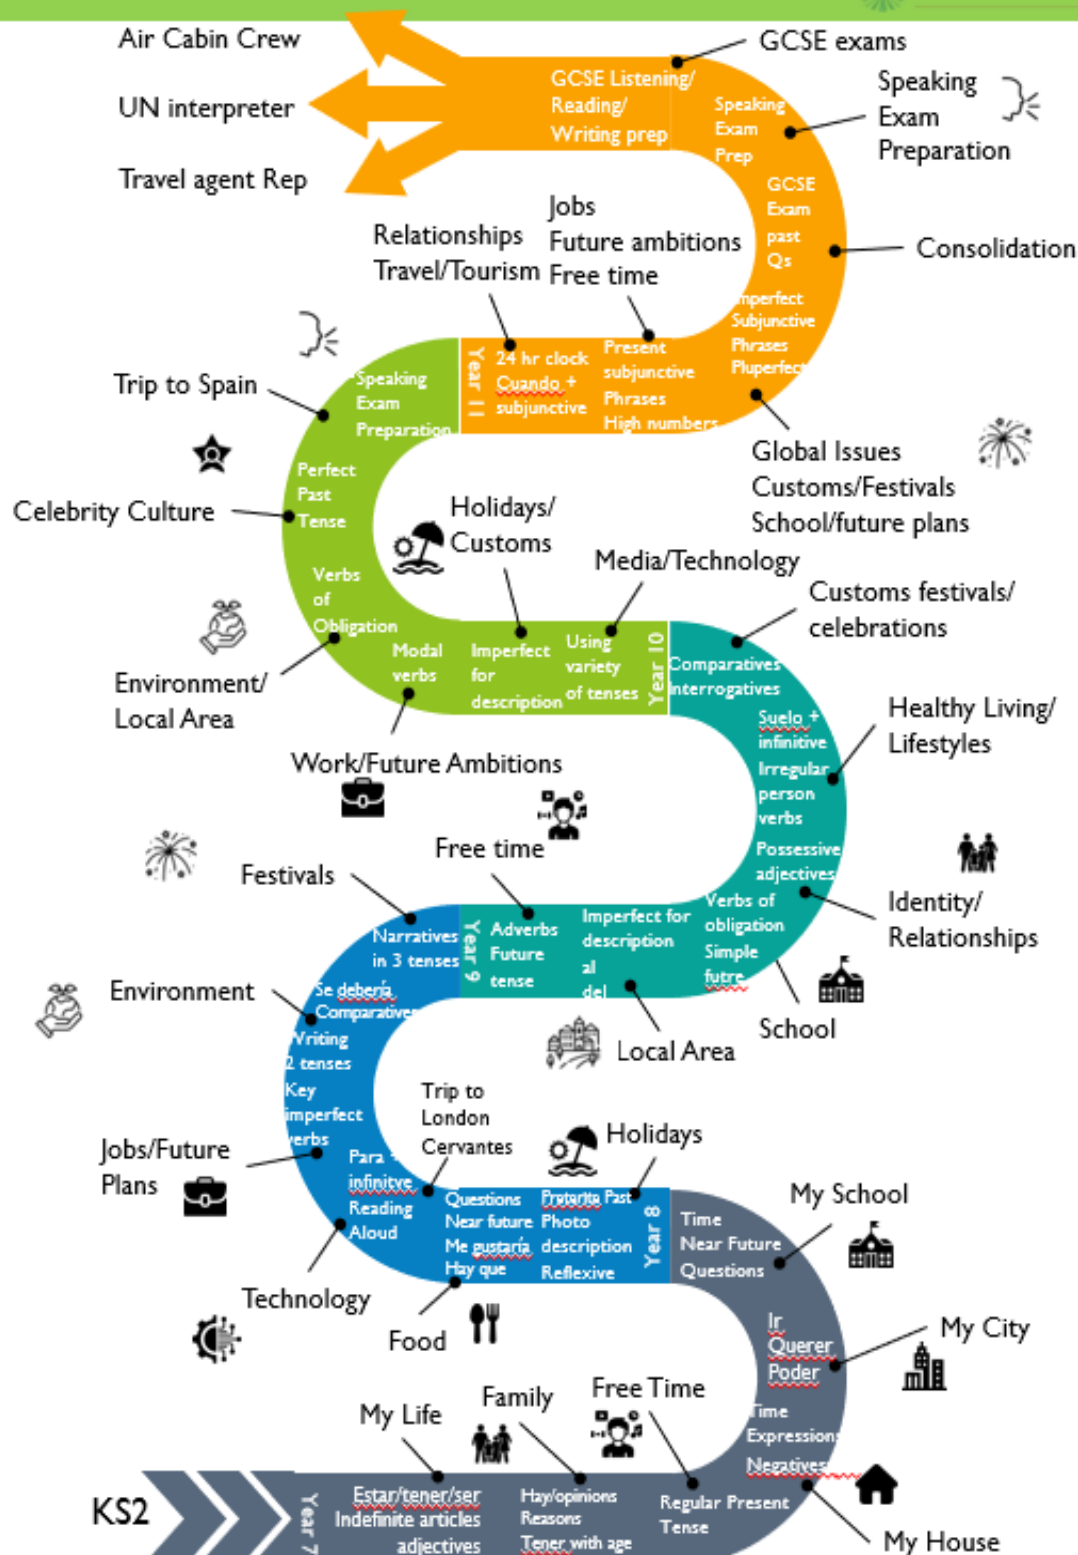 Air Cabin Crew
UN interpreter
Travel agent Rep
GCSE exams
GCSE Listening/
Reading/
Writing prep
Speaking
Exam
Prep
Speaking
Exam
Preparation
GCSE
Exam
past
Qs
Consolidation
Jobs
Future ambitions
Free time
Relationships
Travel/Tourism
mperfect
Subjunctive
Phrases
Pluperfect
Present
subjunctive
Phrases
High numbers
24 hr clock
Cuando +
subjunctive
Year 11
Global Issues
Customs/Festivals
School/future plans
Trip to Spain
Speaking
Exam
Preparation
Perfect
Past
Tense
Celebrity Culture
Verbs
of
Obligation
Environment/
Local Area
Modal
verbs
Work/Future Ambitions
Holidays/
Customs
Imperfect
for
description
Media/Technology
Using
variety
of tenses
Year 10
Customs festivals/
celebrations
Comparatives
Interrogatives
Suelo +
infinitive
Irregular
person
verbs
Healthy Living/
Lifestyles
Possessive
adjectives
Identity/
Relationships
Verbs of
obligation
Simple
futre
School
Imperfect for
description
al
del
Local Area
Free time
Adverbs
Future
tense
Year 9
Festivals
Narratives
in 3 tenses
Environment
Se debería
Comparatives
Writing
2 tenses
Key
imperfect
verbs
Jobs/Future
Plans
Para +
infinitve
Reading
Aloud
Technology
Trip to
London
Cervantes
Questions
Near future
Me gustaría
Hay que
Food
Holidays
Past
Photo
description
Reflexive
Year 8
My School
Time
Near Future
Questions
Ir
Querer
Poder
My City
Time
Expressions
Negatives
My House
Free Time
Regular Present
Tense
Family
Hay/opinions
Reasons
Tener with age
My Life
Estar/tener/ser
Indefinite articles
adjectives
Year 7
KS2